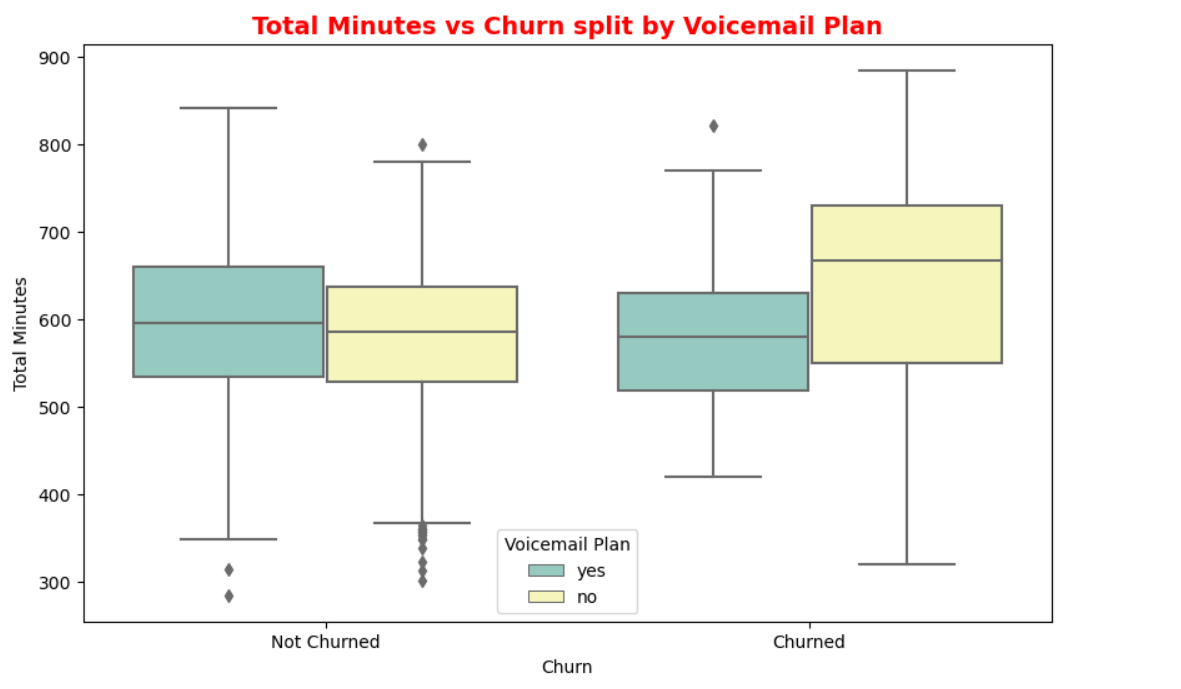 Total Minutes vs Churn split by Voicemail Plan
900
800
700
600
500
400
300
Total Minutes
Voicemail Plan
yes
no
Not Churned
Churned
Churn